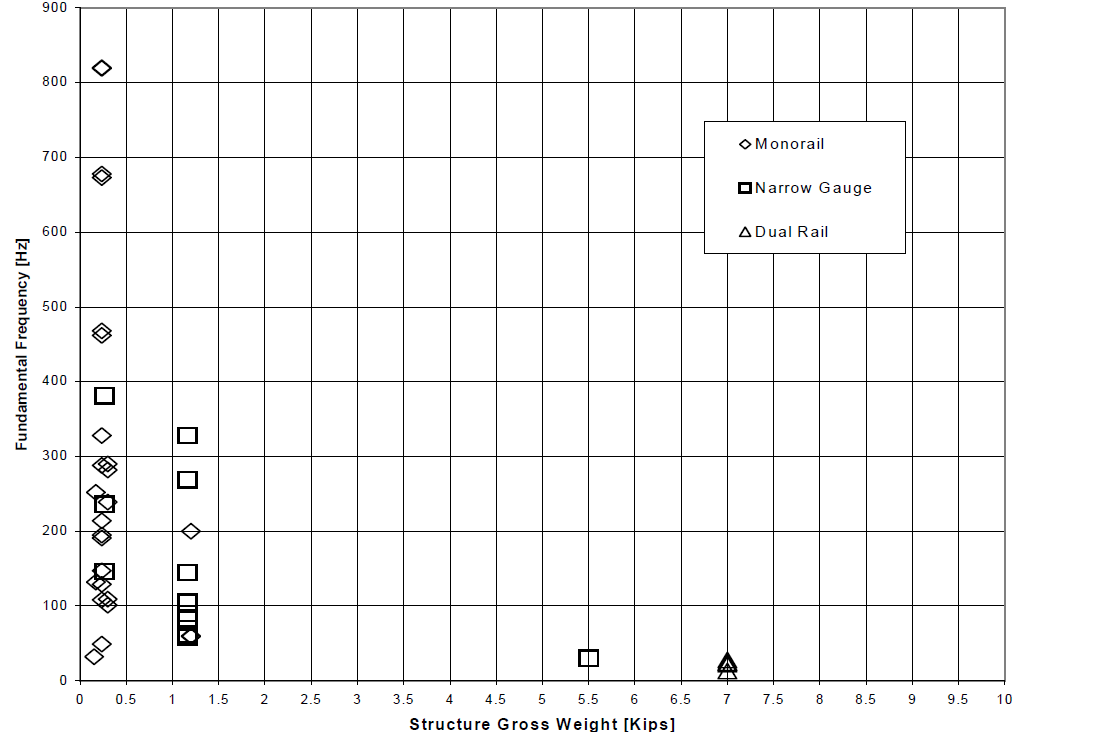 900
800
700
600
500
400
300
200
100
0
Fundamental Frequency [Hz]
Monorail
Narrow Gauge
Dual Rail
0 0.5 1 1.5 2 2.5 3 3.5 4 4.5 5 5.5 6 6.5 7 7.5 8 8.5 9 9.5 10
Structure Gross Weight [Kips]